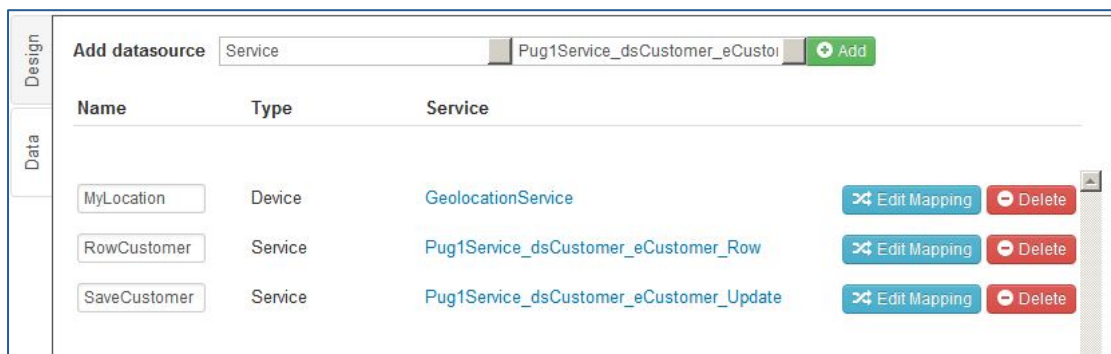 Design
Data
Add datasource Service Pug1Service_dsCustomer_eCusto Add
Name Type Service
MyLocation Device GeolocationService Edit Mapping Delete
RowCustomer Service Pug1Service_dsCustomer_eCustomer_Row Edit Mapping Delete
SaveCustomer Service Pug1Service_dsCustomer_eCustomer_Update Edit Mapping Delete